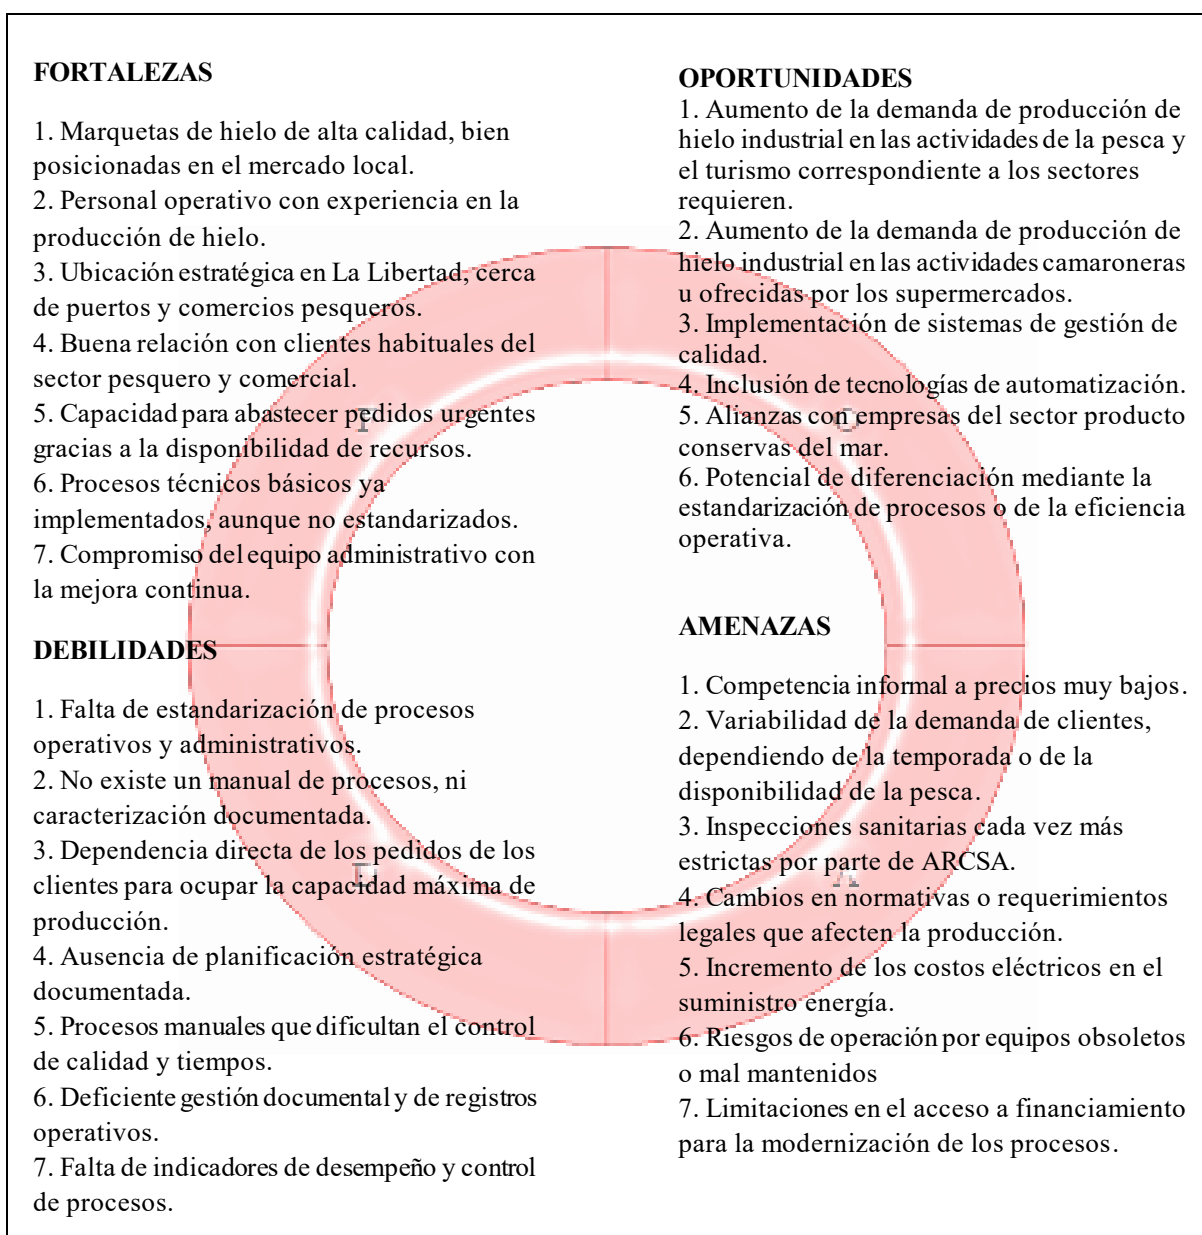 FORTALEZAS
1. Marquetas de hielo de alta calidad, bien
posicionadas en el mercado local.
2. Personal operativo con experiencia en la
producción de hielo.
3. Ubicación estratégica en La Libertad, cerca
de puertos y comercios pesqueros.
4. Buena relación con clientes habituales del
sector pesquero y comercial.
5. Capacidad para abastecer pedidos urgentes
gracias a la disponibilidad de recursos.
6. Procesos técnicos básicos ya
implementados, aunque no estandarizados.
7. Compromiso del equipo administrativo con
la mejora continua.
DEBILIDADES
1. Falta de estandarización de procesos
operativos y administrativos.
2. No existe un manual de procesos, ni
caracterización documentada.
3. Dependencia directa de los pedidos de los
clientes para ocupar la capacidad máxima de
producción.
4. Ausencia de planificación estratégica
documentada.
5. Procesos manuales que dificultan el control
de calidad y tiempos.
6. Deficiente gestión documental y de registros
operativos.
7. Falta de indicadores de desempeño y control
de procesos.
OPORTUNIDADES
1. Aumento de la demanda de producción de
hielo industrial en las actividades de la pesca y
el turismo correspondiente a los sectores
requieren.
2. Aumento de la demanda de producción de
hielo industrial en las actividades camaroneras
u ofrecidas por los supermercados.
3. Implementación de sistemas de gestión de
calidad.
4. Inclusión de tecnologías de automatización.
5. Alianzas con empresas del sector producto
conservas del mar.
6. Potencial de diferenciación mediante la
estandarización de procesos o de la eficiencia
operativa.
AMENAZAS
1. Competencia informal a precios muy bajos.
2. Variabilidad de la demanda de clientes,
dependiendo de la temporada o de la
disponibilidad de la pesca.
3. Inspecciones sanitarias cada vez más
estrictas por parte de ARCSA.
4. Cambios en normativas o requerimientos
legales que afecten la producción.
5. Incremento de los costos eléctricos en el
suministro energía.
6. Riesgos de operación por equipos obsoletos
o mal mantenidos
7. Limitaciones en el acceso a financiamiento
para la modernización de los procesos.